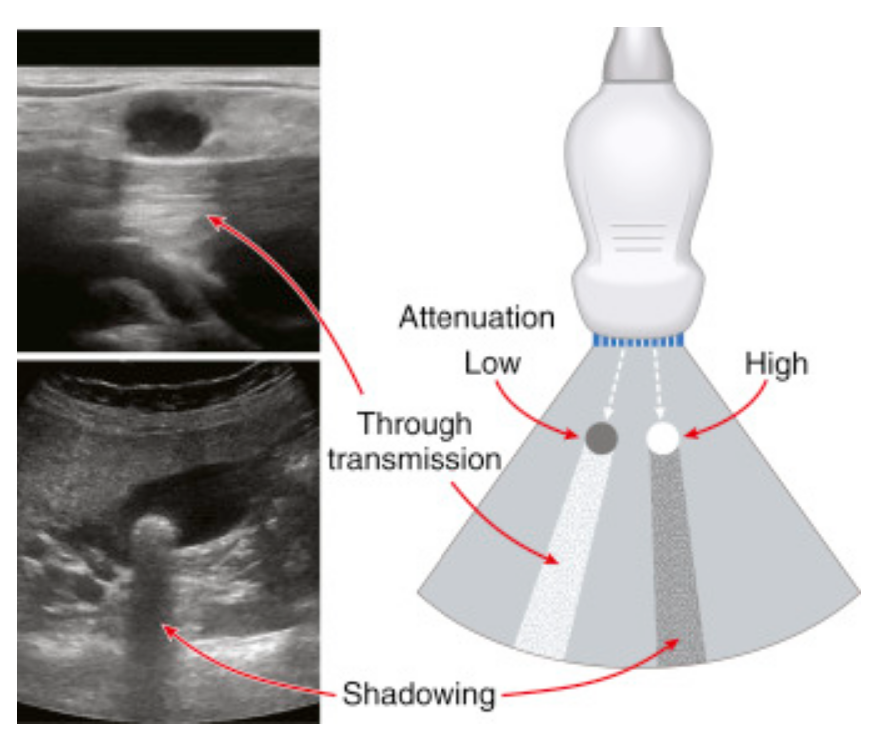 Attenuation
Low
High
Through
transmission
Shadowing